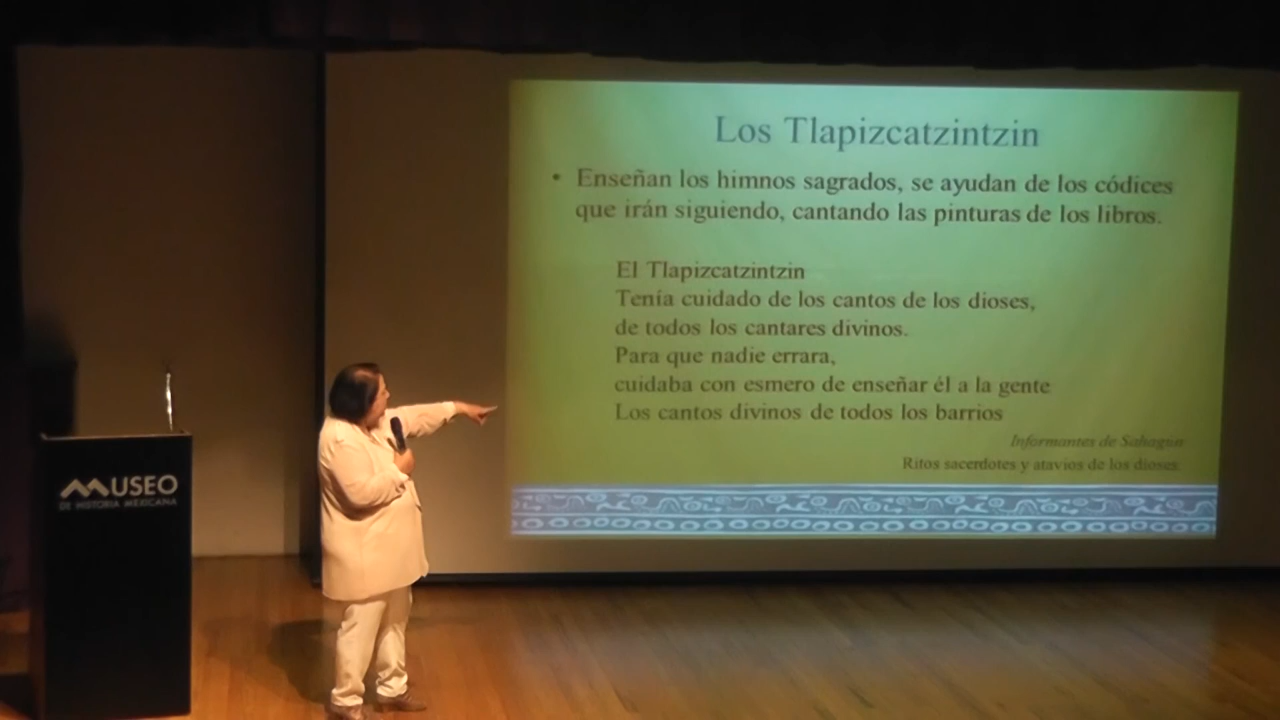 Los Tlapizcatzintzin
• Enseñan los himnos sagrados, se ayudan de los códices
que irán siguiendo, cantando las pinturas de los libros.
El Tlapizcatzintzin
Tenía cuidado de los cantos de los dioses,
de todos los cantares divinos.
Para que nadie errara,
cuidaba con esmero de enseñar él a la gente
Los cantos divinos de todos los barrios
Informantes de Sahagún
Ritos sacerdotes y atavíos de los dioses
MUSEO
DE HISTORIA MEXICANA